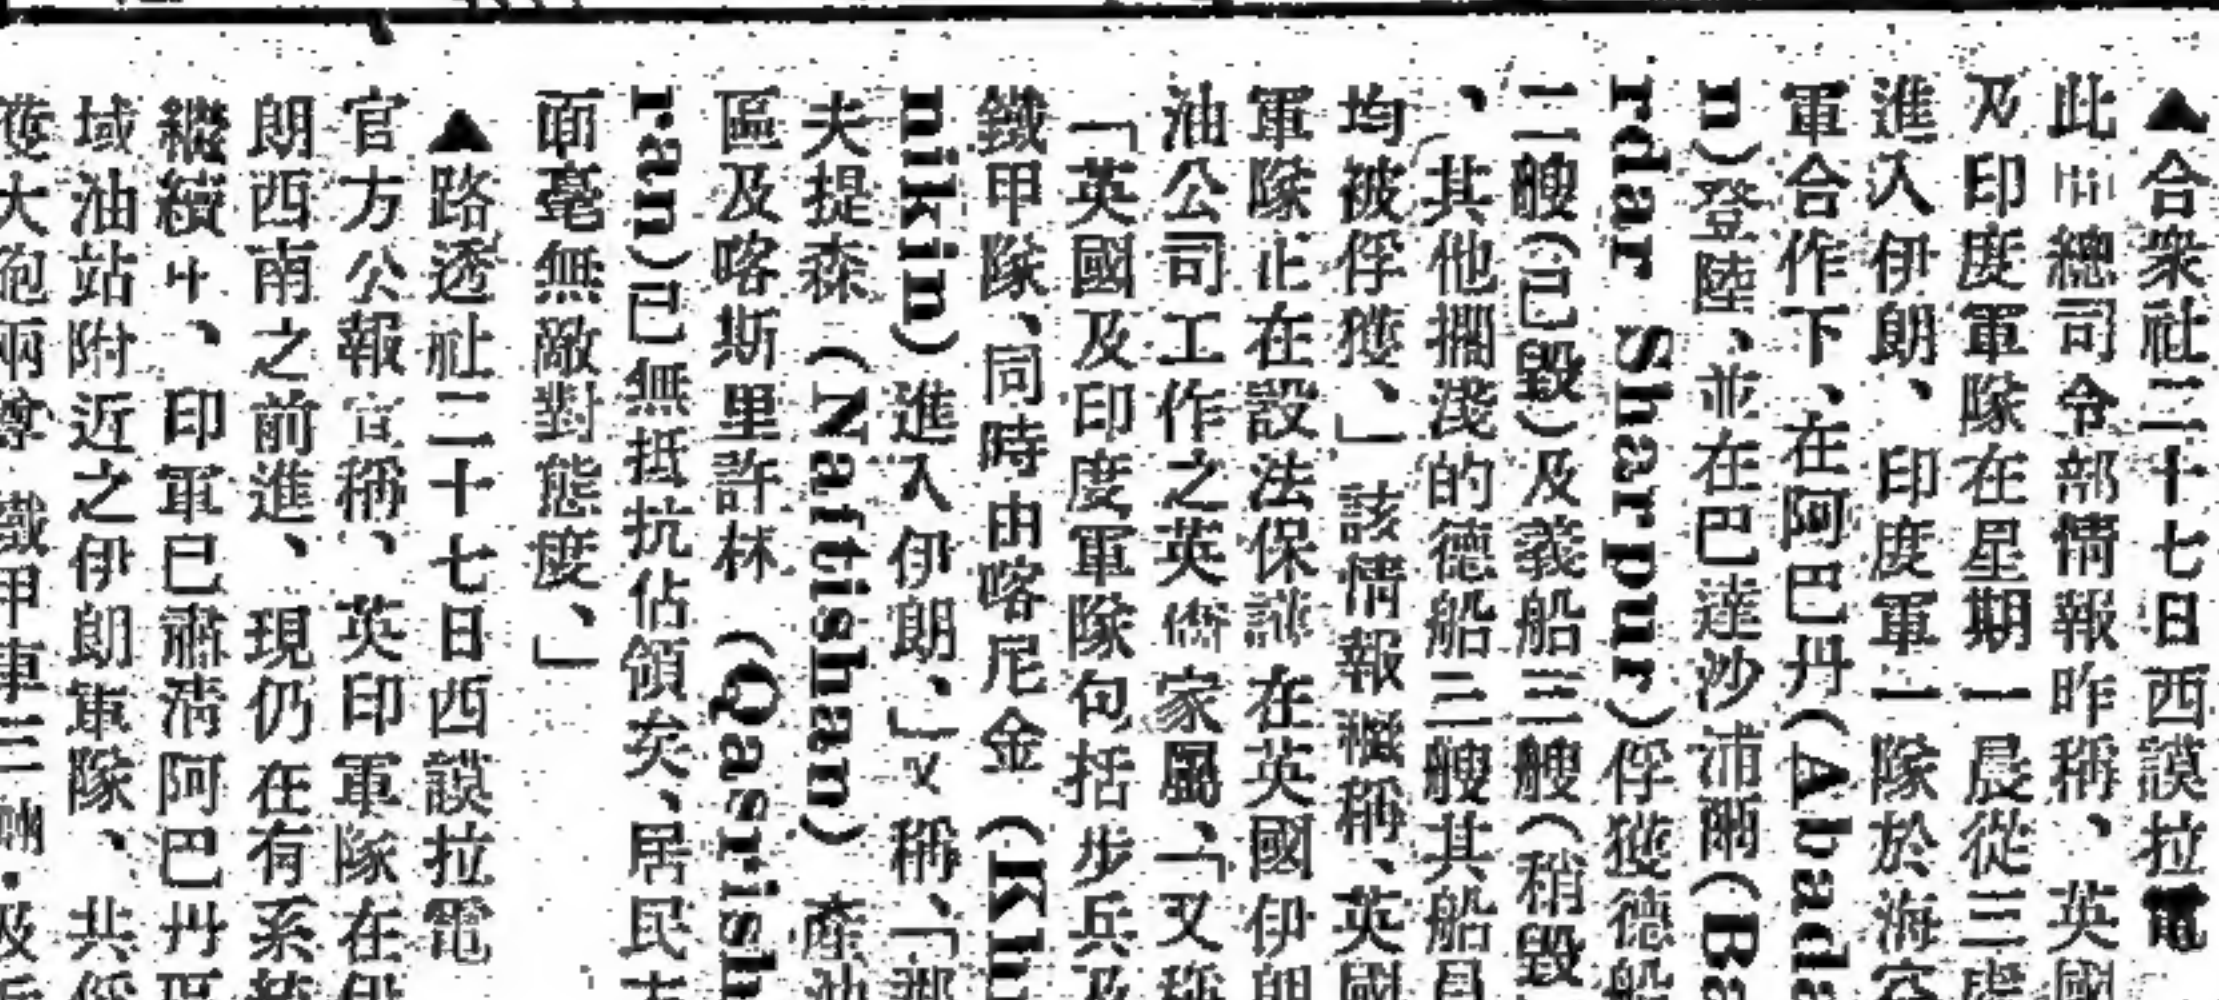 ▲合衆社二十七日西謨拉電
此間總司令部情報昨稱、英國
及印度軍隊在星期一晨從三處
進入伊朗、印度軍一隊於海空
軍合作下、在阿巴丹(Abada
n)登陸、並在巴達沙浦爾(Ba
rdar Sharpur)俘獲德船
二艘(已毀)及義船三艘(稍毀
、其他擱淺的德船三艘其船員
均被俘獲、」該情報續稱、英國
軍隊正在設法保護在英國伊朗
油公司工作之英僑家屬、「又稱
「英國及印度軍隊包括步兵及
鐵甲隊、同時由喀尼金(Kh
nikin)進入伊朗、」又稱、「
夫提森(Naftishan)產油
區及喀斯里許林(Qasrish
ran)已無抵抗佔領矣、居民方
面毫無敵對態度、」
▲路透社二十七日西謨拉電
官方公報宣稱、英印軍隊在伊
朗西南之前進、現仍在有系統
繼續中、印軍已肅清阿巴丹
域油站附近之伊朗軍隊、共俘
獲大砲兩尊 鐵甲車三輛・及